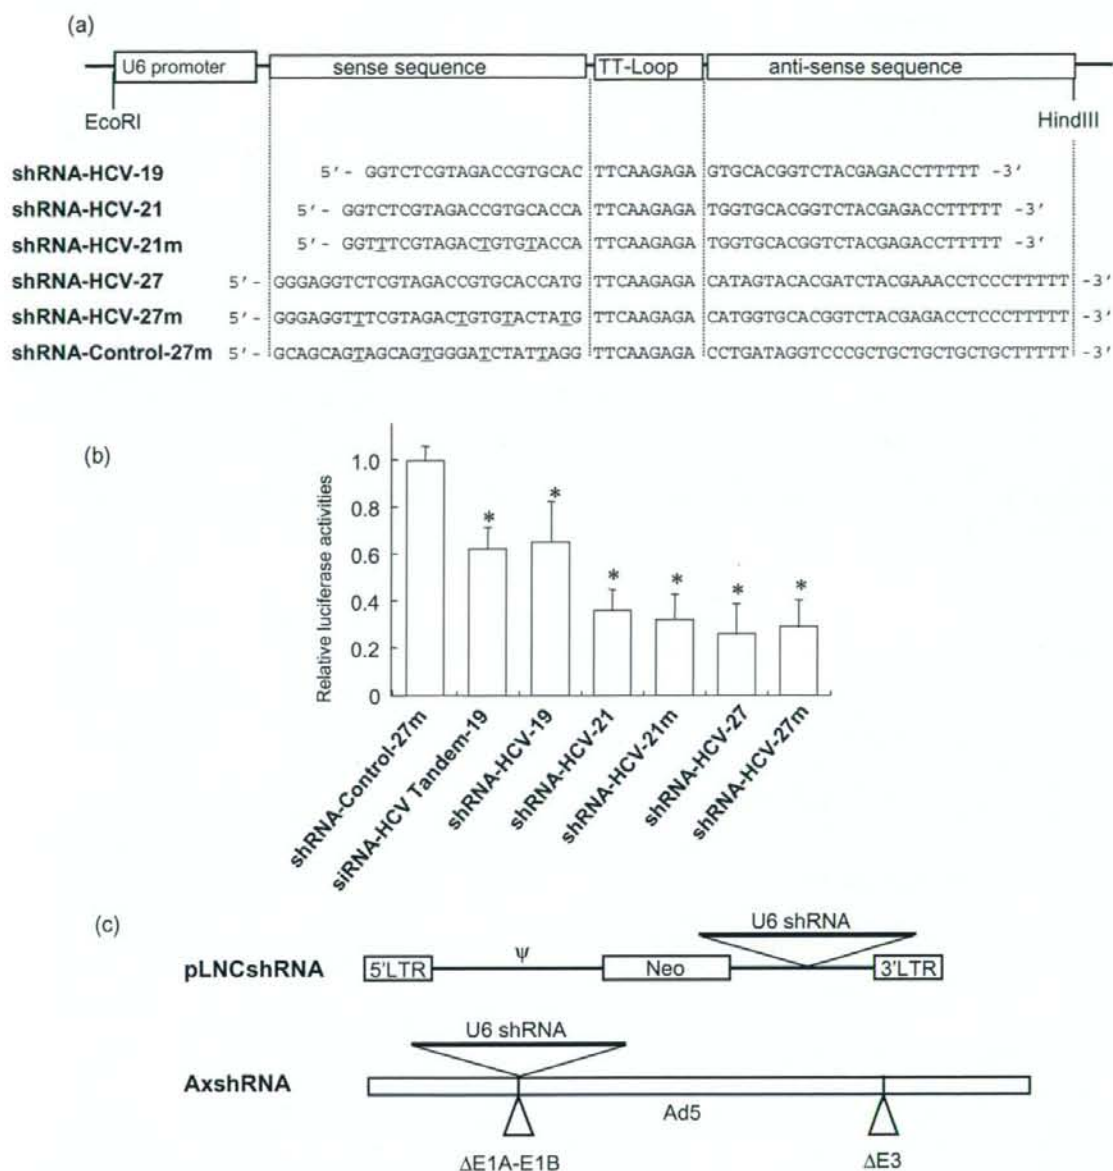 (a)
U6 promoter sense sequence TT-Loop anti-sense sequence
EcoRI HindIII
shRNA-HCV-19 5'- GGTCTCGTAGACCGTGCAC TTCAAGAGA GTGCACGGTCTACGAGACCTTTTT -3'
shRNA-HCV-21 5'- GGTCTCGTAGACCGTGCACCA TTCAAGAGA TGGTGCACGGTCTACGAGACCTTTTT -3'
shRNA-HCV-21m 5'- GGTTTCGTAGACTGTGTACCA TTCAAGAGA TGGTGCACGGTCTACGAGACCTTTTT -3'
shRNA-HCV-27 5'- GGGAGGTCTCGTAGACCGTGCACCATG TTCAAGAGA CATAGTACACGATCTACGAAACCTCCCTTTTT -3'
shRNA-HCV-27m 5'- GGGAGGTTTCGTAGACTGTGTACTATG TTCAAGAGA CATGGTGCACGGTCTACGAGACCTCCCTTTTT -3'
shRNA-Control-27m 5'- GCAGCAGTAGCAGTGGGATCTATTAGG TTCAAGAGA CCTGATAGGTCCCGCTGCTGCTGCTGCTTTTT -3'
(b)
Relative luciferase activities
1.0
0.8
0.6
0.4
0.2
0
* * * * * *
shRNA-Control-27m
siRNA-HCV Tandem-19
shRNA-HCV-19
shRNA-HCV-21
shRNA-HCV-21m
shRNA-HCV-27
shRNA-HCV-27m
(c)
U6 shRNA
pLNCshRNA 5'LTR ψ Neo 3'LTR
U6 shRNA
AxshRNA
Ad5
ΔE1A-E1B ΔE3